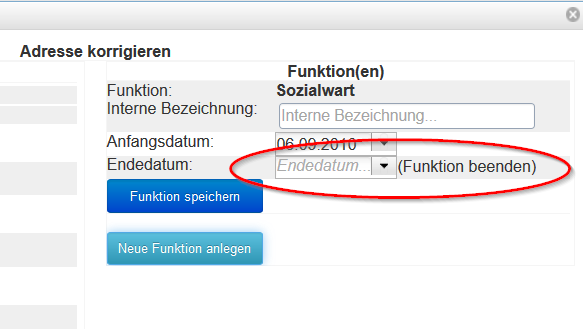 Adresse korrigieren
Funktion(en)
Funktion: Sozialwart
Interne Bezeichnung: Interne Bezeichnung...
Anfangsdatum: 06.09.2010
Endedatum: Endedatum... (Funktion beenden)
Funktion speichern
Neue Funktion anlegen